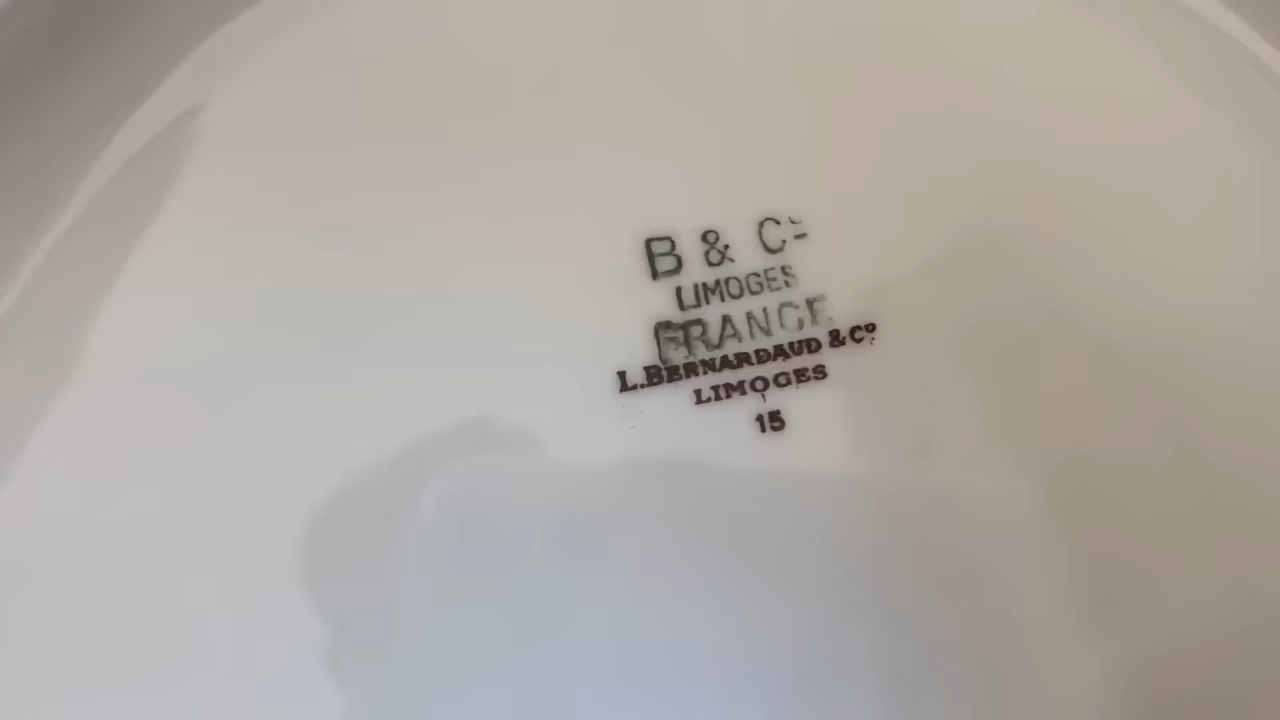 B & Cº
LIMOGES
FRANCE
L. BERNARDAUD & Cº
LIMOGES
15